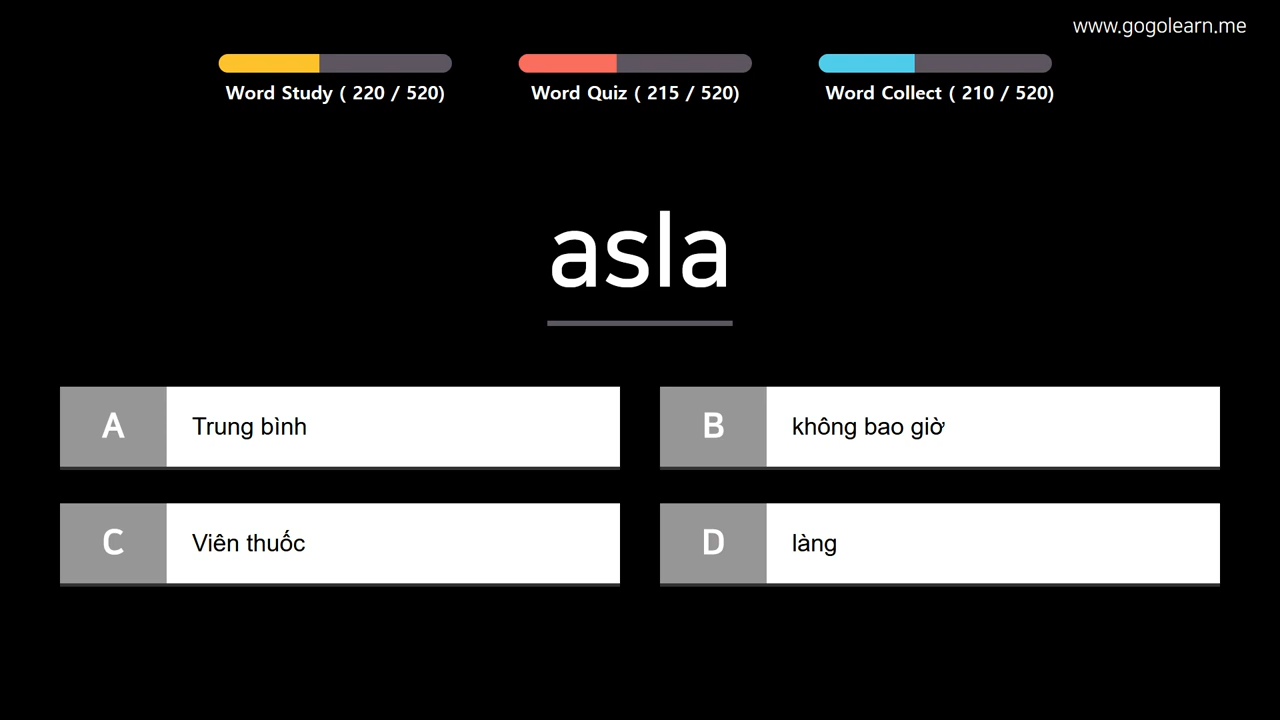 www.gogolearn.me
Word Study ( 220 / 520)
Word Quiz ( 215 / 520)
Word Collect ( 210 / 520)
asla
A Trung bình
B không bao giờ
C Viên thuốc
D làng